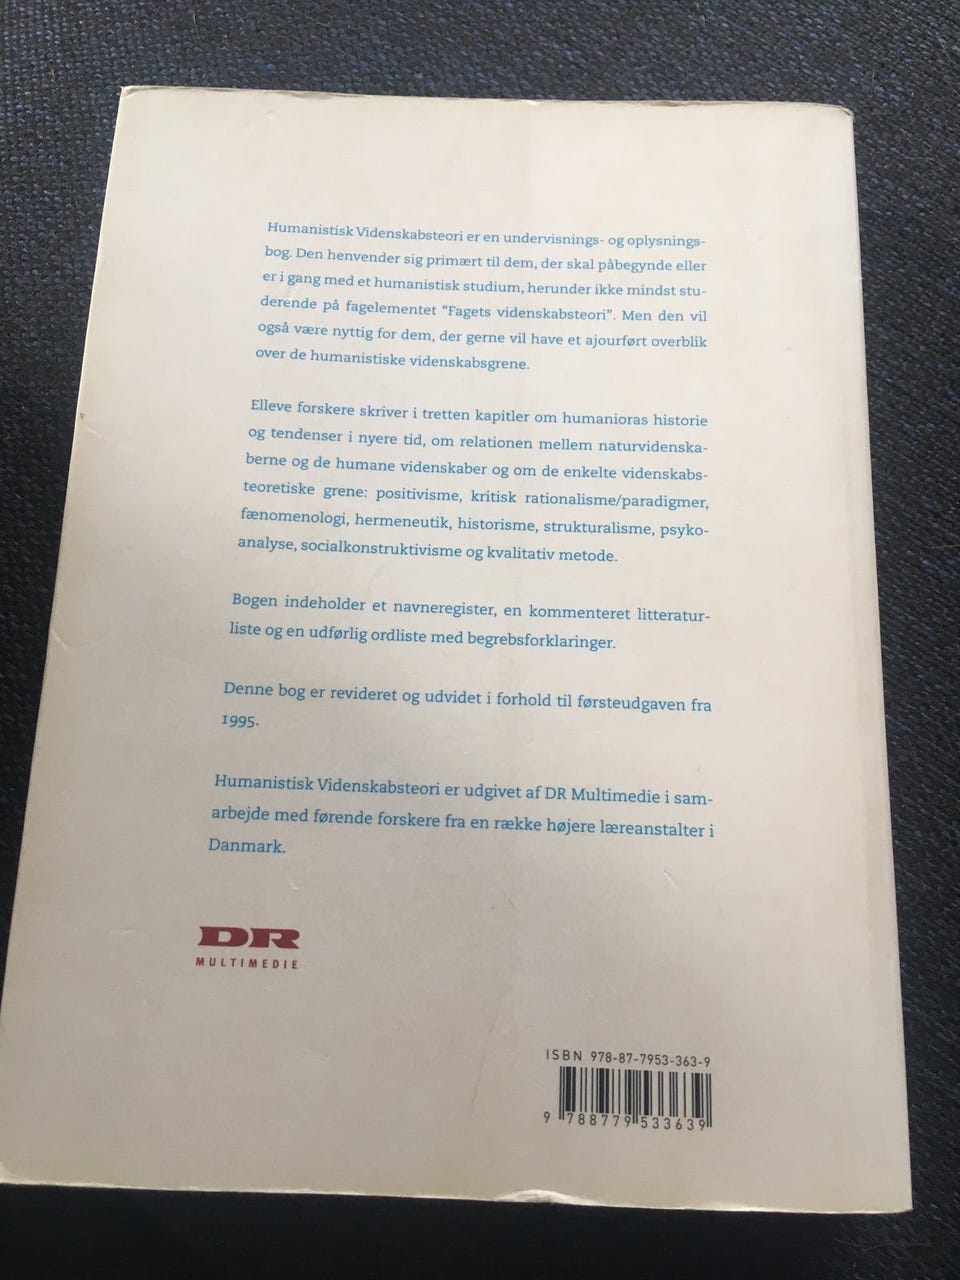 Humanistisk Videnskabsteori er en undervisnings- og oplysnings-
bog. Den henvender sig primært til dem, der skal påbegynde eller
er i gang med et humanistisk studium, herunder ikke mindst stu-
derende på fagelementet “Fagets videnskabsteori”. Men den vil
også være nyttig for dem, der gerne vil have et ajourført overblik
over de humanistiske videnskabsgrene.
Elleve forskere skriver i tretten kapitler om humanioras historie
og tendenser i nyere tid, om relationen mellem naturvidenska-
berne og de humane videnskaber og om de enkelte videnskabs-
teoretiske grene: positivisme, kritisk rationalisme/paradigmer,
fænomenologi, hermeneutik, historisme, strukturalisme, psyko-
analyse, socialkonstruktivisme og kvalitativ metode.
Bogen indeholder et navneregister, en kommenteret litteratur-
liste og en udførlig ordliste med begrebsforklaringer.
Denne bog er revideret og udvidet i forhold til førsteudgaven fra
1995.
Humanistisk Videnskabsteori er udgivet af DR Multimedie i sam-
arbejde med førende forskere fra en række højere læreanstalter i
Danmark.
DR
MULTIMEDIE
ISBN 978-87-7953-363-9
9 788779 533639